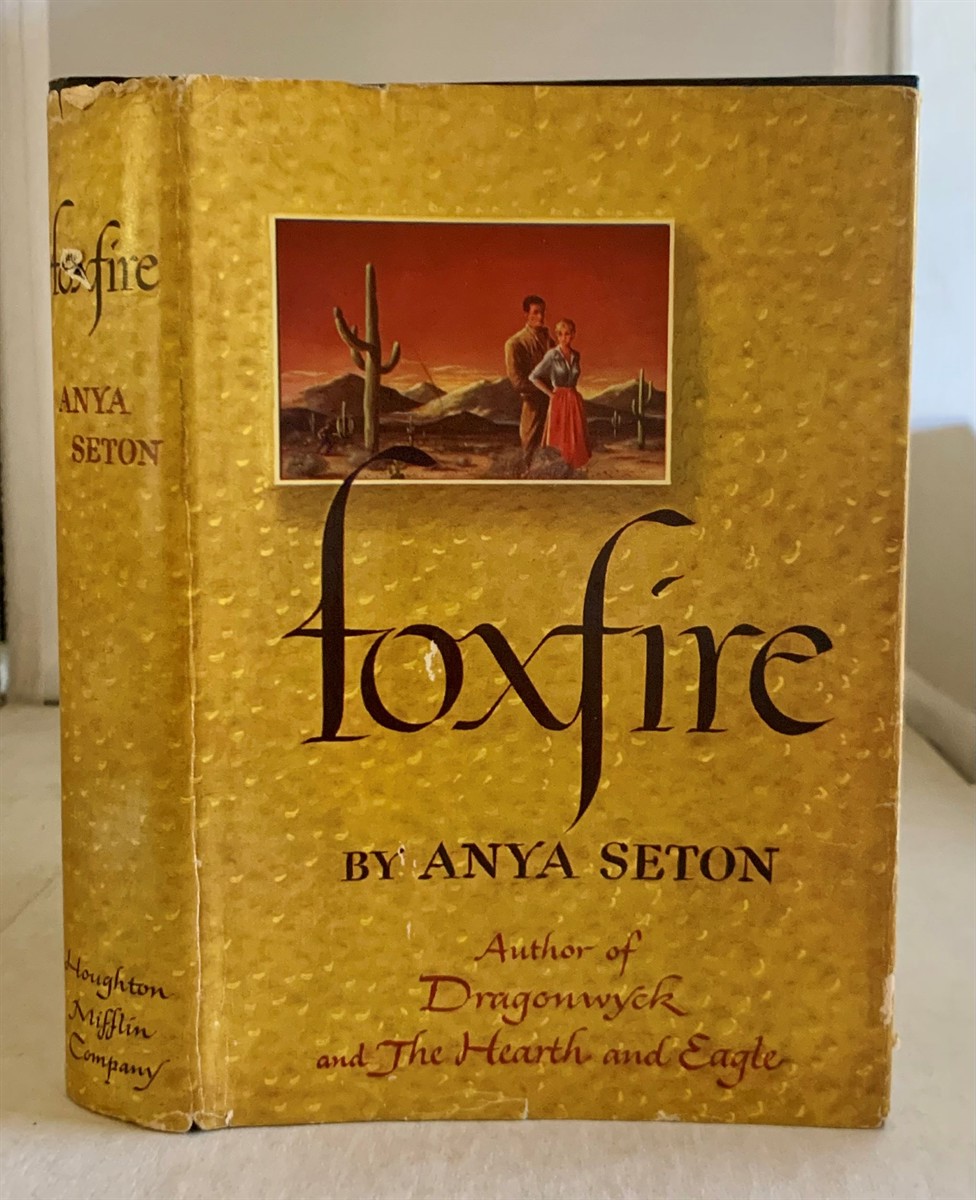 foxfire
ANYA
SETON
Houghton
Mifflin
Company
foxfire
BY ANYA SETON
Author of
Dragonwyck
and The Hearth and Eagle